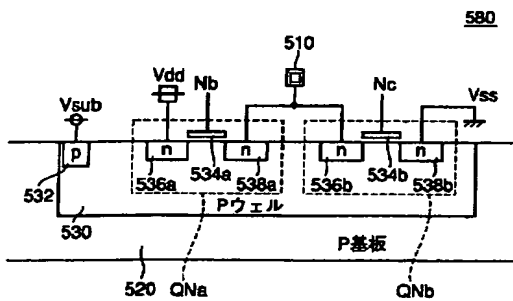 580
510
Vdd
Nb
Nc
Vss
Vsub
p
n
n
n
n
532
536a
534a
538a
536b
534b
538b
Pウェル
530
P基板
520
QNa
QNb